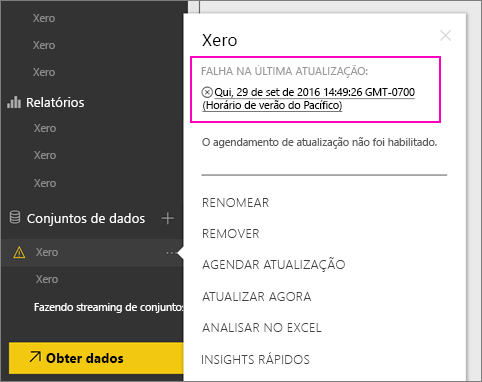 Xero
Xero
Xero
Relatórios
Xero
Xero
Xero
Conjuntos de dados
Xero
Xero
Fazendo streaming de conjuntos
Obter dados
Xero
FALHA NA ÚLTIMA ATUALIZAÇÃO:
Qui, 29 de set de 2016 14:49:26 GMT-0700
(Horário de verão do Pacífico)
O agendamento de atualização não foi habilitado.
RENOMEAR
REMOVER
AGENDAR ATUALIZAÇÃO
ATUALIZAR AGORA
ANALISAR NO EXCEL
INSIGHTS RÁPIDOS